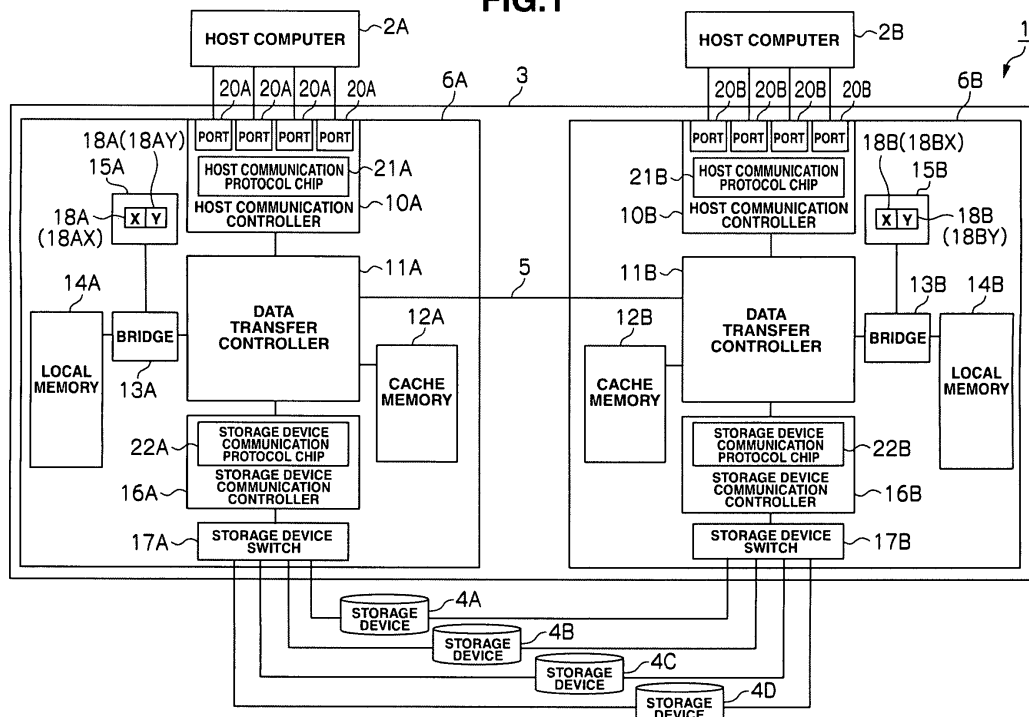 FIG.1
1
2A
HOST COMPUTER
2B
HOST COMPUTER
3
6A
6B
20A 20A 20A 20A
20B 20B 20B 20B
PORT PORT PORT PORT
PORT PORT PORT PORT
18A(18AY)
15A
X Y
18A
(18AX)
21A
HOST COMMUNICATION
PROTOCOL CHIP
HOST COMMUNICATION
CONTROLLER
10A
21B
HOST COMMUNICATION
PROTOCOL CHIP
HOST COMMUNICATION
CONTROLLER
10B
18B(18BX)
15B
X Y
18B
(18BY)
14A
LOCAL
MEMORY
BRIDGE
13A
11A
DATA
TRANSFER
CONTROLLER
5
12A
CACHE
MEMORY
12B
CACHE
MEMORY
11B
DATA
TRANSFER
CONTROLLER
13B
BRIDGE
14B
LOCAL
MEMORY
22A
STORAGE DEVICE
COMMUNICATION
PROTOCOL CHIP
STORAGE DEVICE
COMMUNICATION
CONTROLLER
16A
22B
STORAGE DEVICE
COMMUNICATION
PROTOCOL CHIP
STORAGE DEVICE
COMMUNICATION
CONTROLLER
16B
17A
STORAGE DEVICE
SWITCH
STORAGE DEVICE
SWITCH
17B
4A
STORAGE
DEVICE
4B
STORAGE
DEVICE
4C
STORAGE
DEVICE
4D
STORAGE
DEVICE